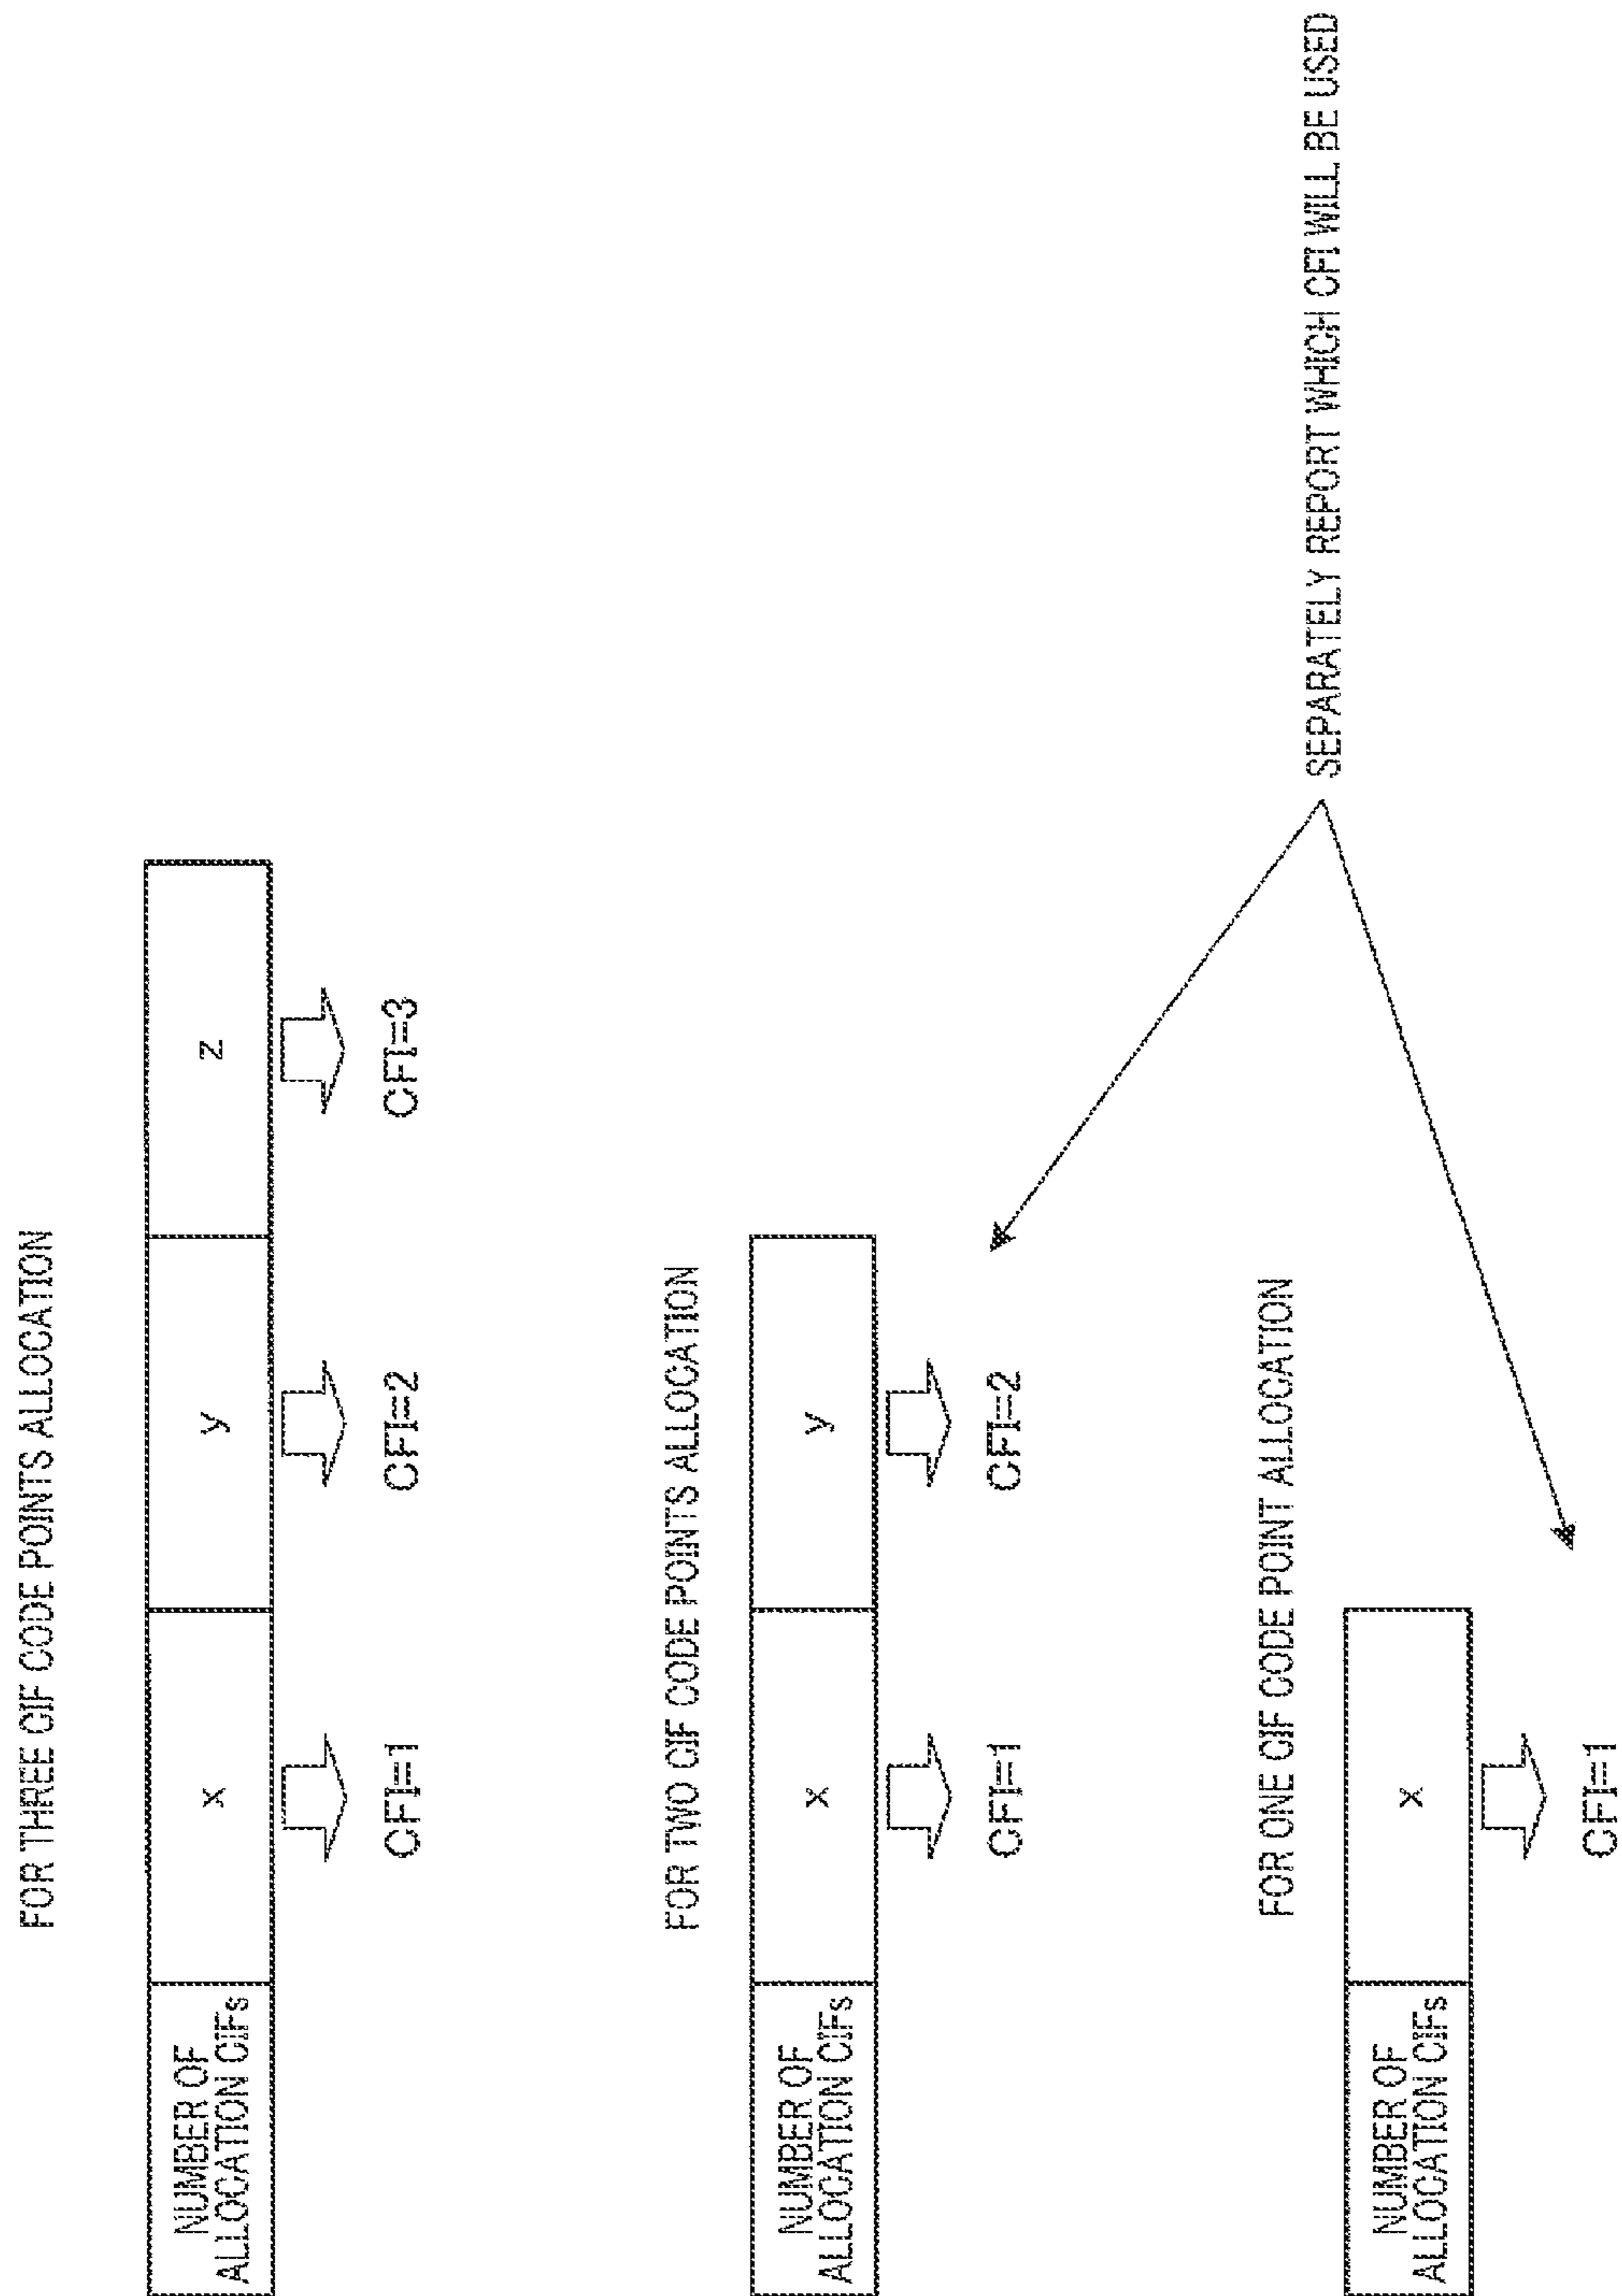 FOR THREE CIF CODE POINTS ALLOCATION
NUMBER OF
ALLOCATION CIFs
x
y
z
CFI=1
CFI=2
CFI=3
FOR TWO CIF CODE POINTS ALLOCATION
NUMBER OF
ALLOCATION CIFs
x
y
CFI=1
CFI=2
FOR ONE CIF CODE POINT ALLOCATION
SEPARATELY REPORT WHICH CFI WILL BE USED
NUMBER OF
ALLOCATION CIFs
x
CFI=1